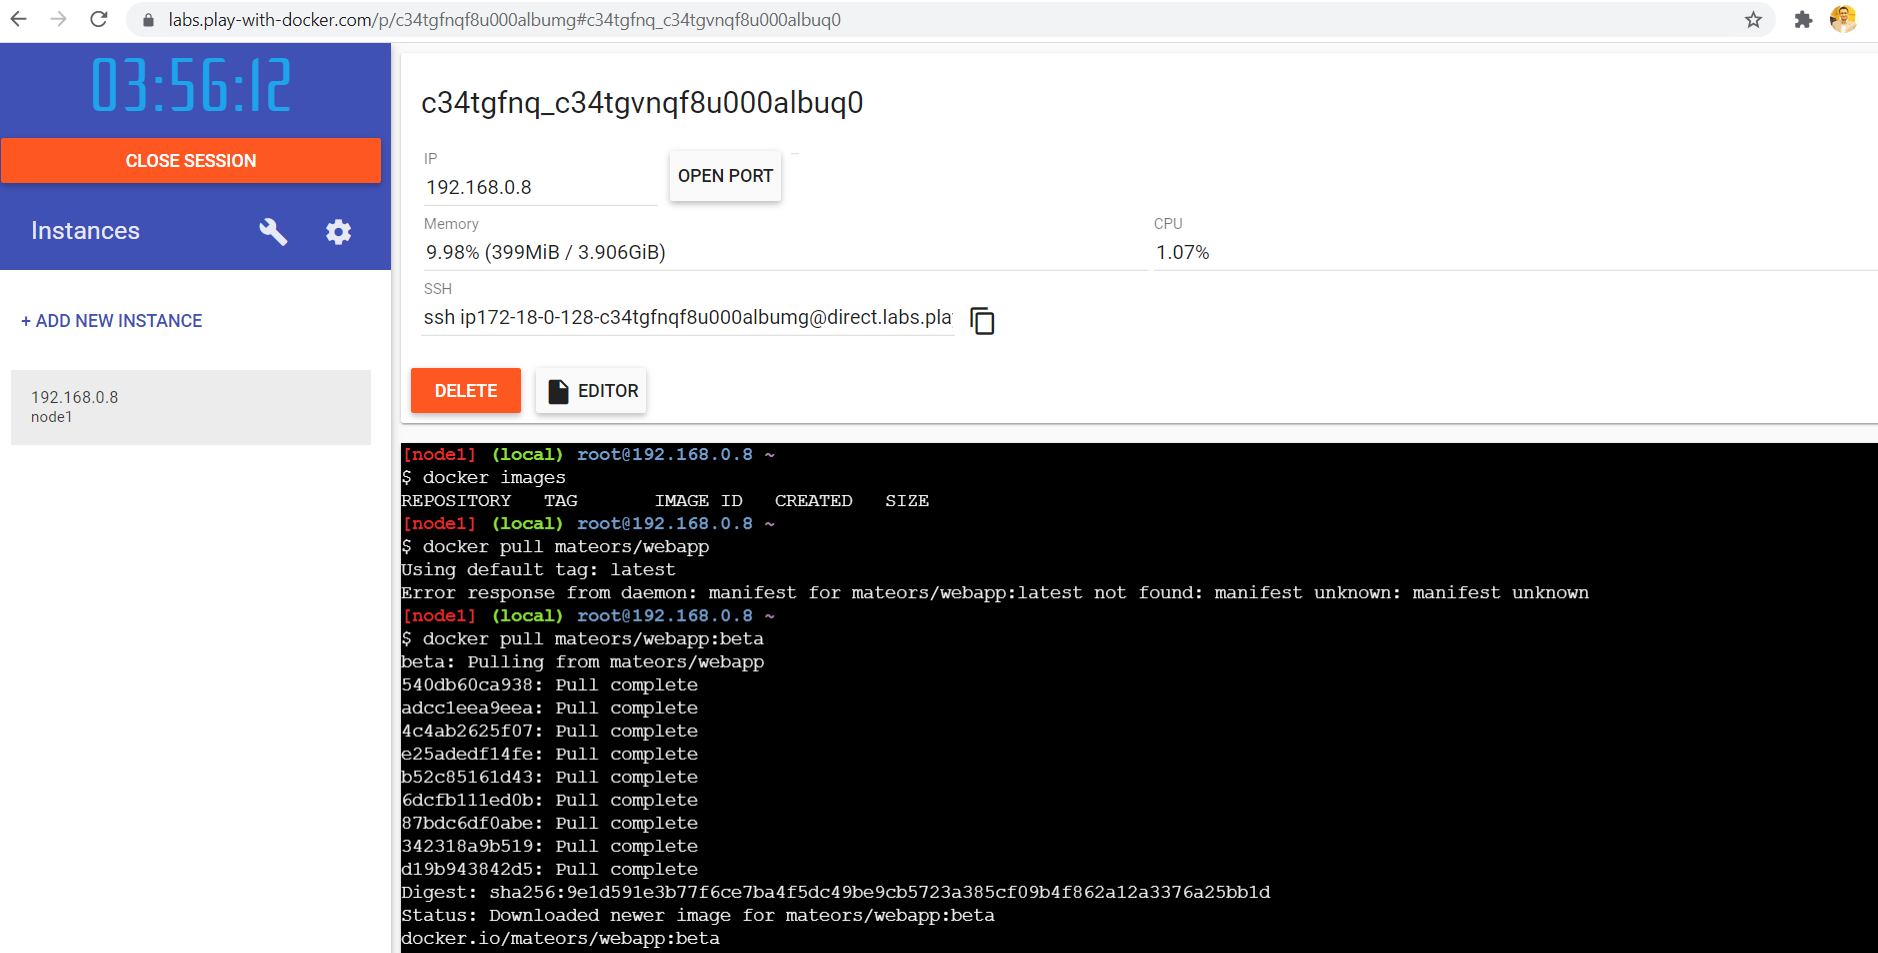 labs.play-with-docker.com/p/c34tgfnqf8u000albumg#c34tgfnq_c34tgvnqf8u000albuq0
03:56:12
CLOSE SESSION
Instances
+ ADD NEW INSTANCE
192.168.0.8
node1
c34tgfnq_c34tgvnqf8u000albuq0
IP
192.168.0.8
OPEN PORT
Memory
9.98% (399MiB / 3.906GiB)
CPU
1.07%
SSH
ssh ip172-18-0-128-c34tgfnqf8u000albumg@direct.labs.pla
DELETE
EDITOR
[node1] (local) root@192.168.0.8 ~
$ docker images
REPOSITORY   TAG       IMAGE ID   CREATED   SIZE
[node1] (local) root@192.168.0.8 ~
$ docker pull mateors/webapp
Using default tag: latest
Error response from daemon: manifest for mateors/webapp:latest not found: manifest unknown: manifest unknown
[node1] (local) root@192.168.0.8 ~
$ docker pull mateors/webapp:beta
beta: Pulling from mateors/webapp
540db60ca938: Pull complete
adcc1eea9eea: Pull complete
4c4ab2625f07: Pull complete
e25adedf14fe: Pull complete
b52c85161d43: Pull complete
6dcfb111ed0b: Pull complete
87bdc6df0abe: Pull complete
342318a9b519: Pull complete
d19b943842d5: Pull complete
Digest: sha256:9e1d591e3b77f6ce7ba4f5dc49be9cb5723a385cf09b4f862a12a3376a25bb1d
Status: Downloaded newer image for mateors/webapp:beta
docker.io/mateors/webapp:beta